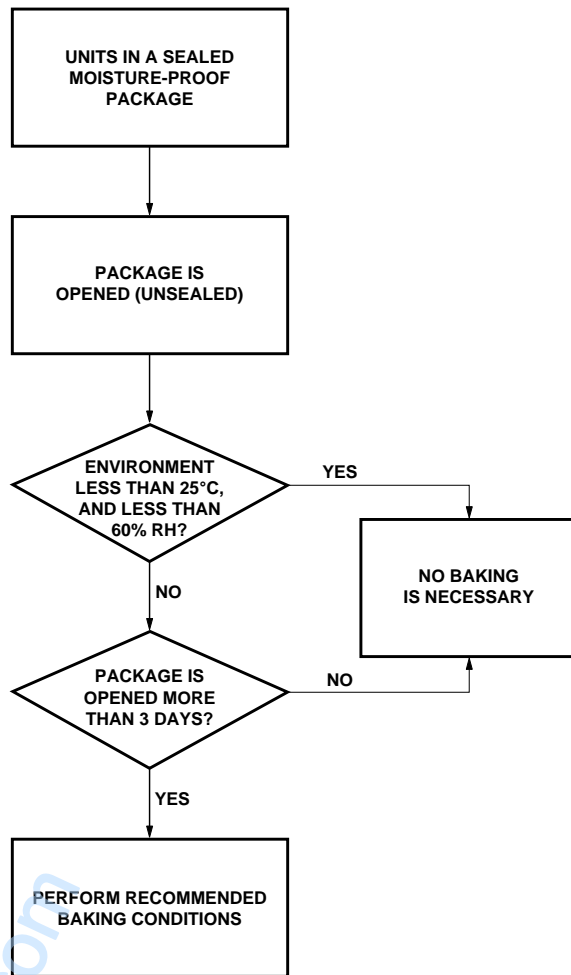 UNITS IN A SEALED
MOISTURE-PROOF
PACKAGE
PACKAGE IS
OPENED (UNSEALED)
ENVIRONMENT
LESS THAN 25°C,
AND LESS THAN
60% RH?
YES
NO BAKING
IS NECESSARY
NO
PACKAGE IS
OPENED MORE
THAN 3 DAYS?
NO
YES
PERFORM RECOMMENDED
BAKING CONDITIONS
com